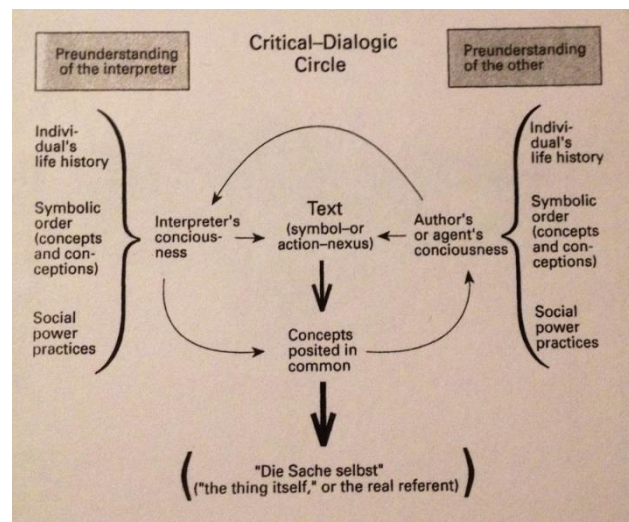 Critical–Dialogic
Circle
Preunderstanding
of the interpreter
Preunderstanding
of the other
Indivi-
dual's
life history
Symbolic
order
(concepts
and con-
ceptions)
Social
power
practices
Interpreter's
concious-
ness
Text
(symbol–or
action–nexus)
Author's
or agent's
conciousness
Indivi-
dual's
life history
Symbolic
order
(concepts
and con-
ceptions)
Social
power
practices
Concepts
posited in
common
"Die Sache selbst"
("the thing itself," or the real referent)